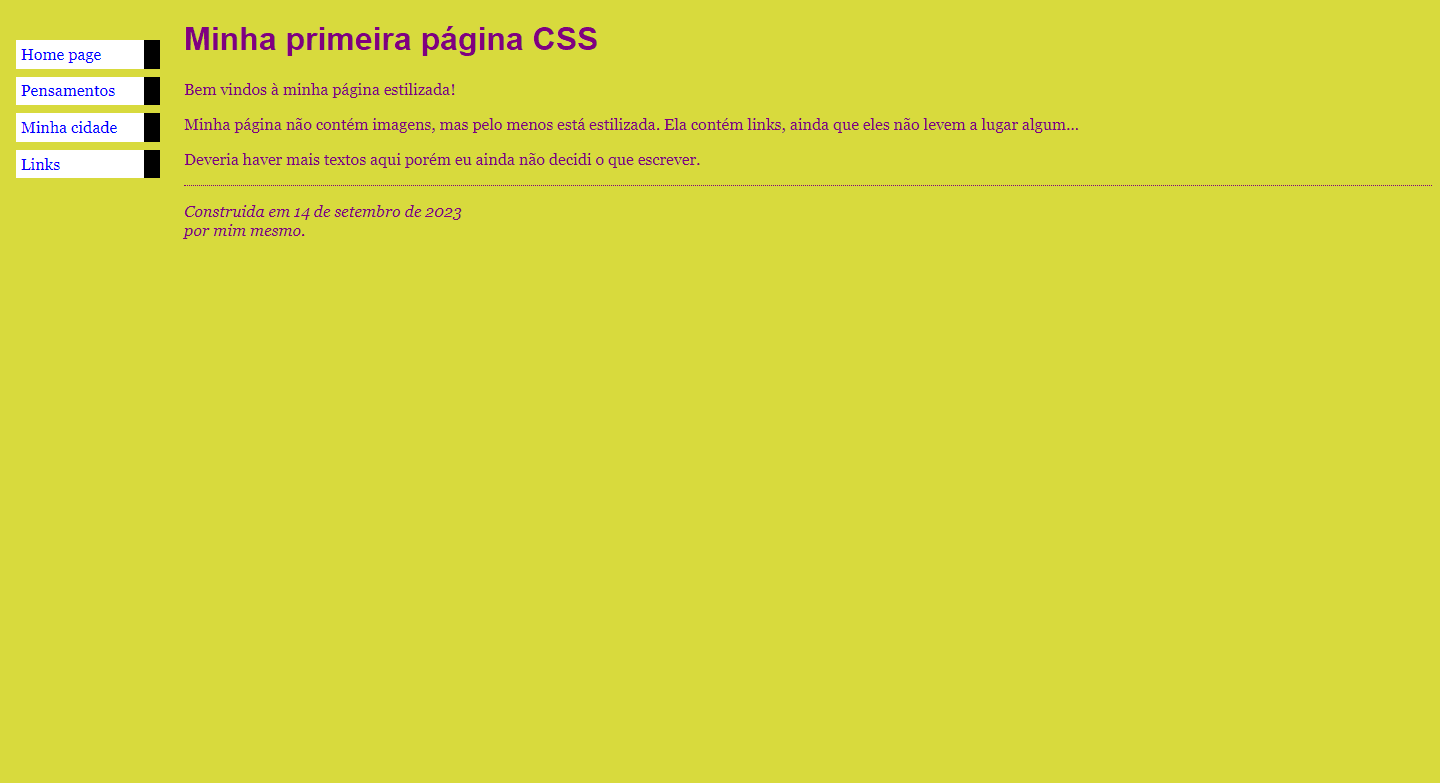 Home page
Pensamentos
Minha cidade
Links
Minha primeira página CSS
Bem vindos à minha página estilizada!
Minha página não contém imagens, mas pelo menos está estilizada. Ela contém links, ainda que eles não levem a lugar algum...
Deveria haver mais textos aqui porém eu ainda não decidi o que escrever.
Construida em 14 de setembro de 2023
por mim mesmo.